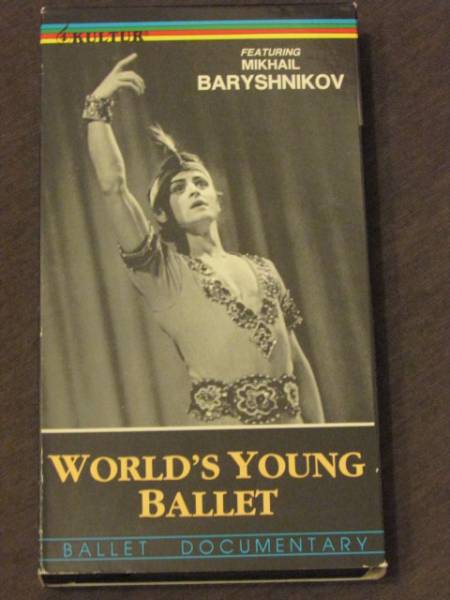 KULTUR®
FEATURING
MIKHAIL
BARYSHNIKOV
WORLD'S YOUNG
BALLET
BALLET DOCUMENTARY